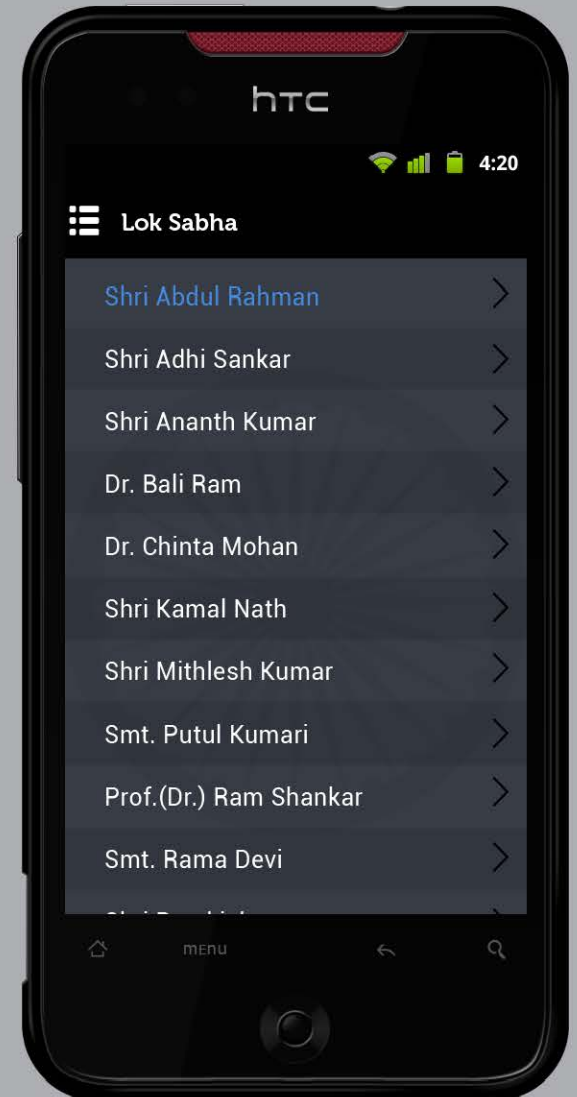 hTC
4:20
Lok Sabha
Shri Abdul Rahman
Shri Adhi Sankar
Shri Ananth Kumar
Dr. Bali Ram
Dr. Chinta Mohan
Shri Kamal Nath
Shri Mithlesh Kumar
Smt. Putul Kumari
Prof.(Dr.) Ram Shankar
Smt. Rama Devi
menu